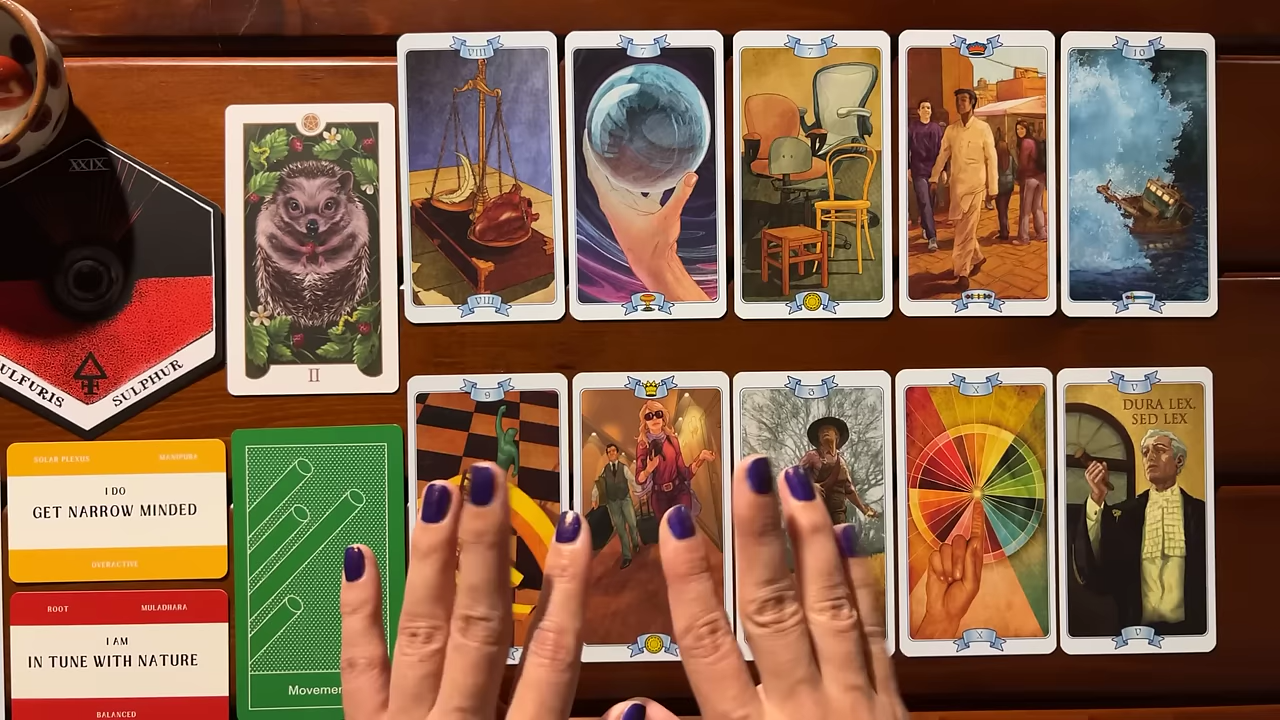 XXIX
ULFURIS
SULPHUR
II
VIII
VIII
7
7
10
SOLAR PLEXUS
MANIPURA
I DO
GET NARROW MINDED
OVERACTIVE
ROOT
MULADHARA
I AM
IN TUNE WITH NATURE
BALANCED
Movemen
9
3
X
X
V
DURA LEX,
SED LEX
V